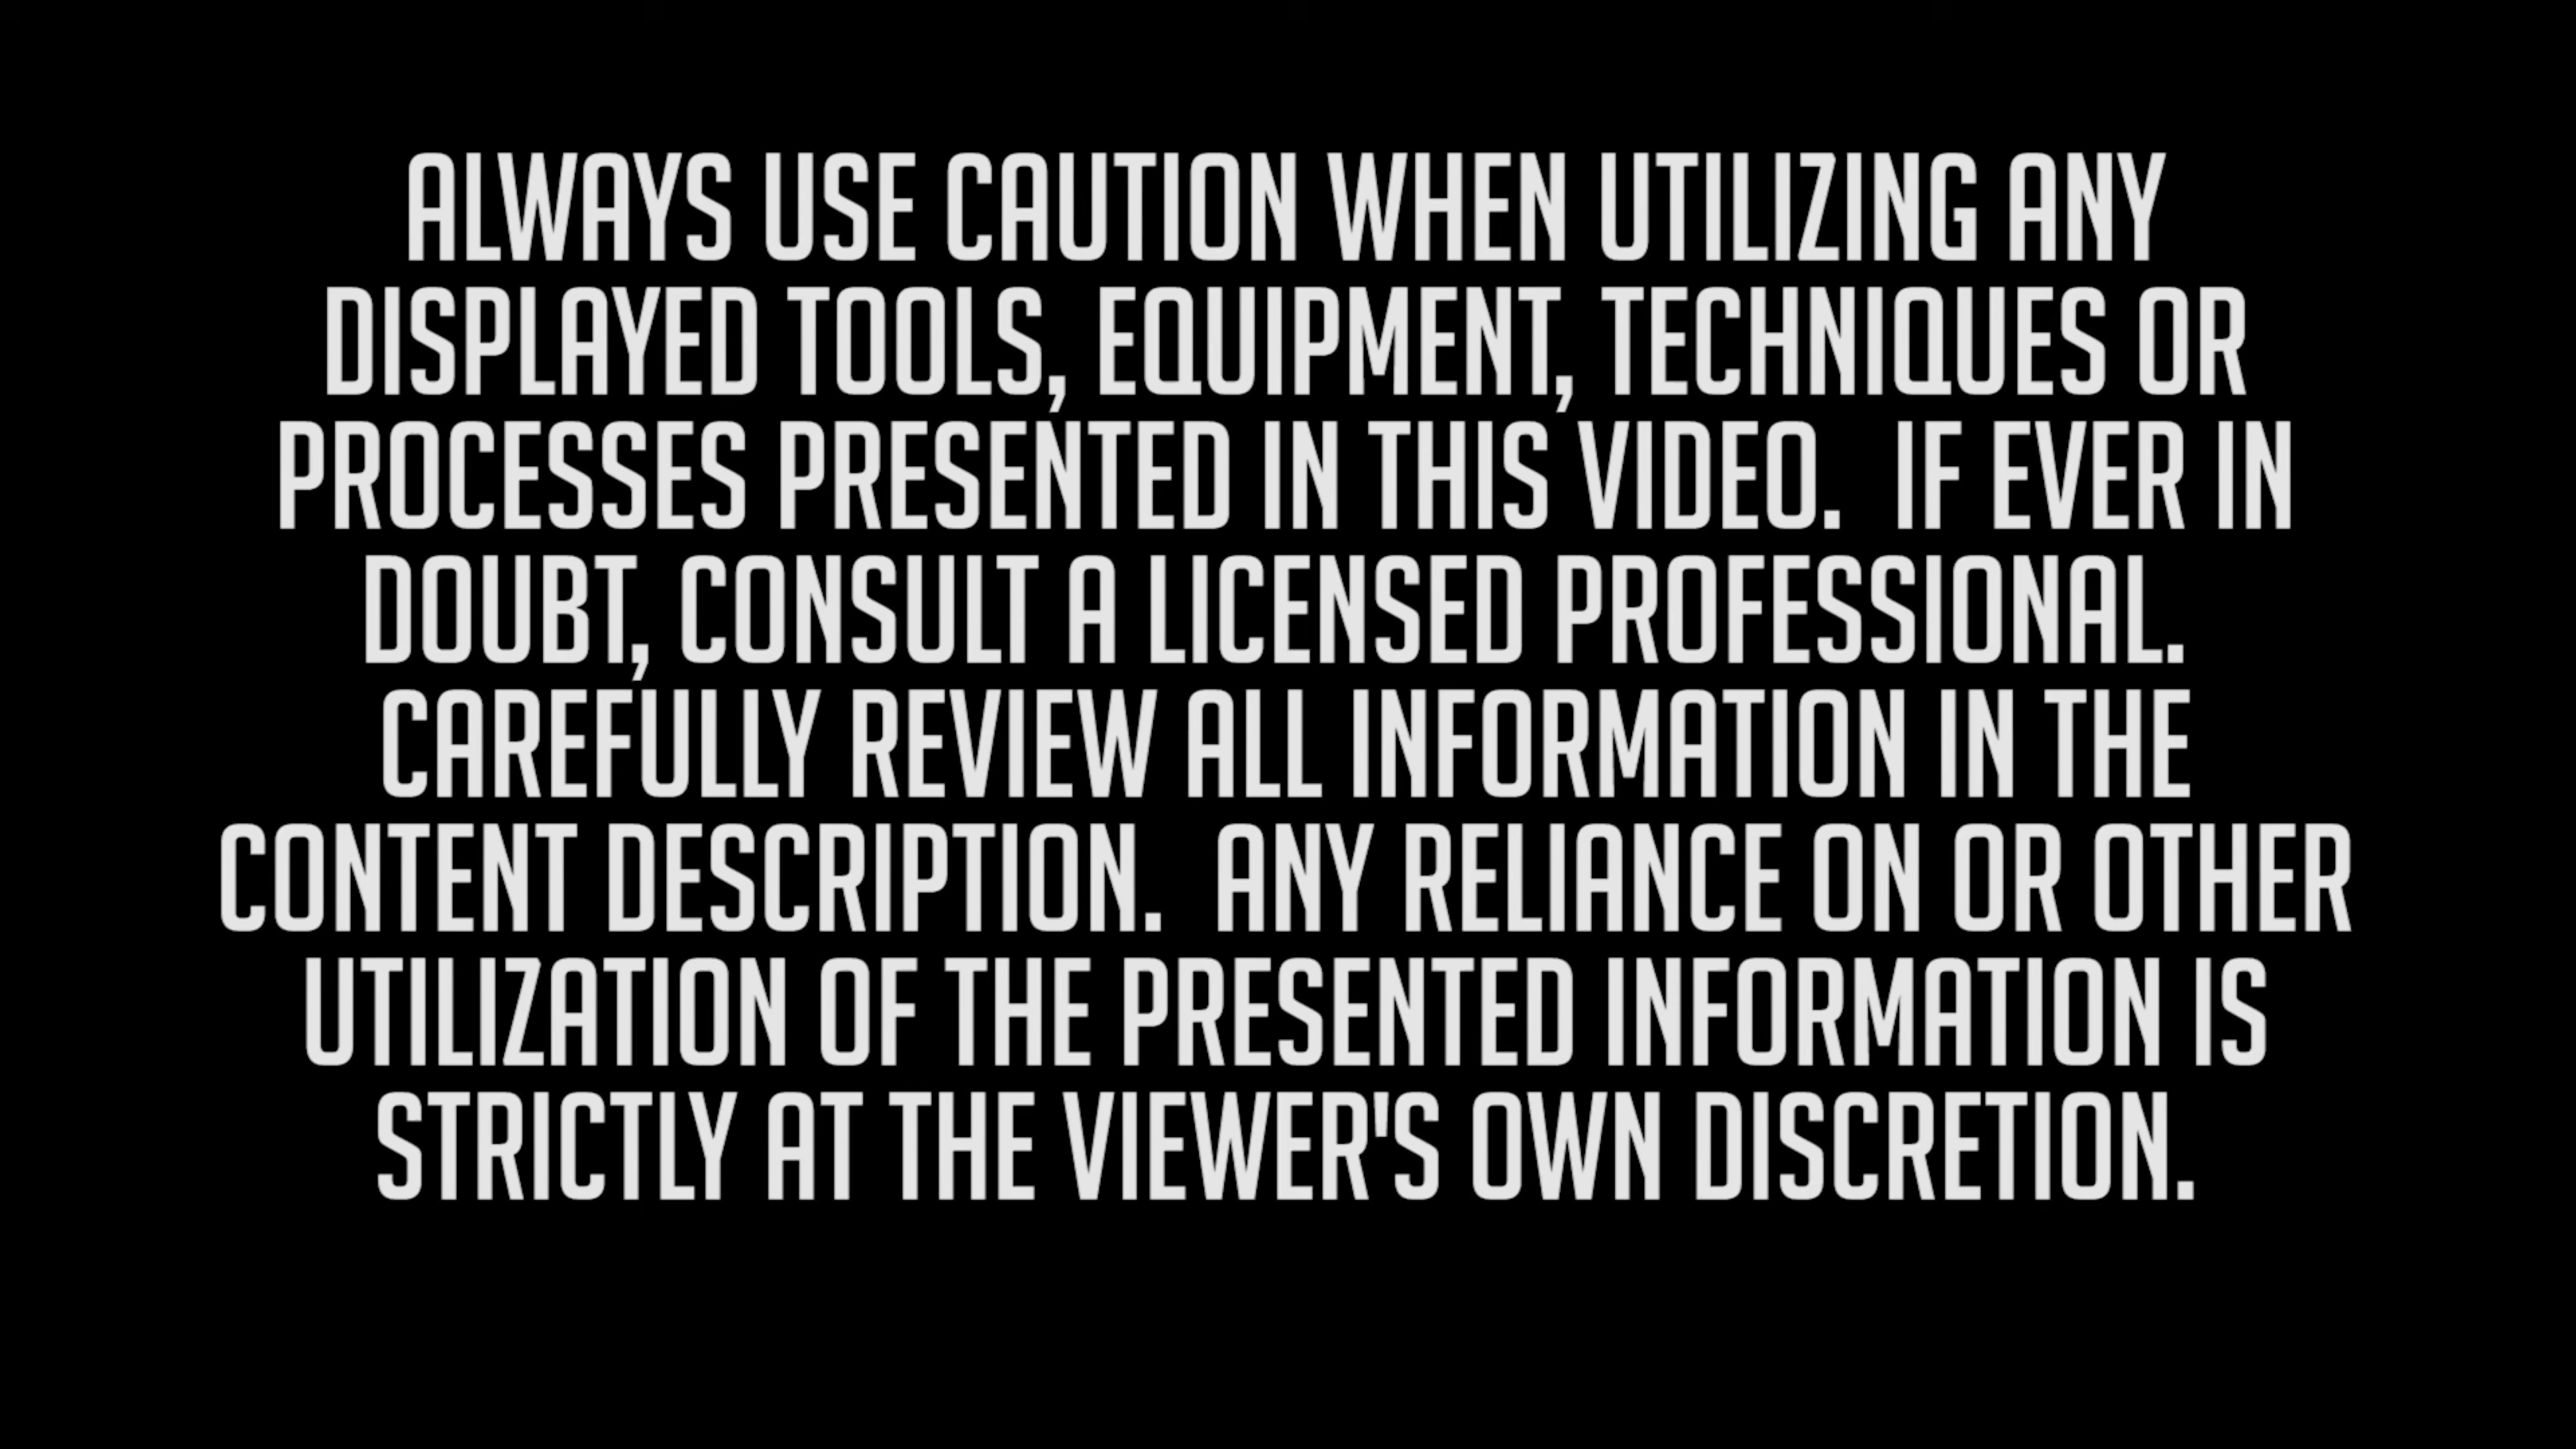 ALWAYS USE CAUTION WHEN UTILIZING ANY
DISPLAYED TOOLS, EQUIPMENT, TECHNIQUES OR
PROCESSES PRESENTED IN THIS VIDEO.  IF EVER IN
DOUBT, CONSULT A LICENSED PROFESSIONAL.
CAREFULLY REVIEW ALL INFORMATION IN THE
CONTENT DESCRIPTION.  ANY RELIANCE ON OR OTHER
UTILIZATION OF THE PRESENTED INFORMATION IS
STRICTLY AT THE VIEWER'S OWN DISCRETION.